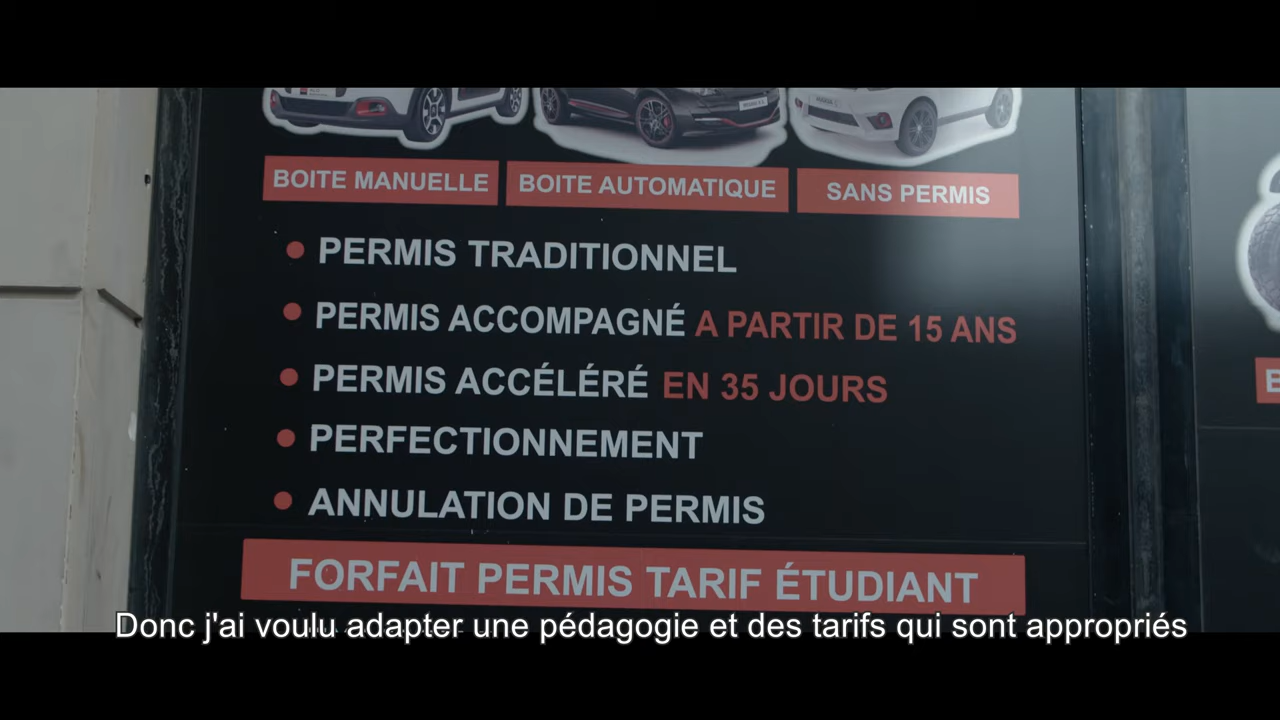 BOITE MANUELLE BOITE AUTOMATIQUE SANS PERMIS
PERMIS TRADITIONNEL
PERMIS ACCOMPAGNÉ A PARTIR DE 15 ANS
PERMIS ACCÉLÉRÉ EN 35 JOURS
PERFECTIONNEMENT
ANNULATION DE PERMIS
FORFAIT PERMIS TARIF ÉTUDIANT
Donc j'ai voulu adapter une pédagogie et des tarifs qui sont appropriés